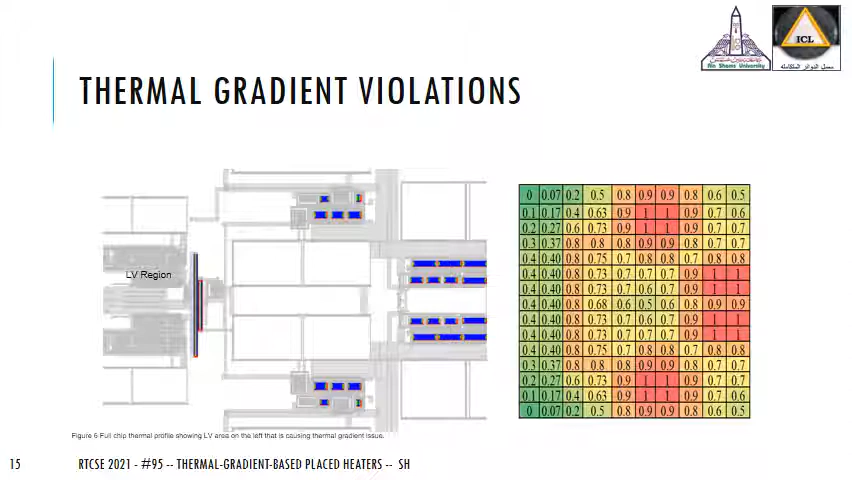 Ain Shams University
ICL
معمل الدوائر المتكاملة
THERMAL GRADIENT VIOLATIONS
LV Region
0 0.07 0.2 0.5 0.8 0.9 0.9 0.8 0.6 0.5
0.1 0.17 0.4 0.63 0.9 1 1 0.9 0.7 0.6
0.2 0.27 0.6 0.73 0.9 1 1 0.9 0.7 0.7
0.3 0.37 0.8 0.8 0.8 0.9 0.9 0.8 0.7 0.7
0.4 0.40 0.8 0.75 0.7 0.8 0.8 0.7 0.8 0.8
0.4 0.40 0.8 0.73 0.7 0.7 0.7 0.9 1 1
0.4 0.40 0.8 0.73 0.7 0.6 0.7 0.9 1 1
0.4 0.40 0.8 0.68 0.6 0.5 0.6 0.8 0.9 0.9
0.4 0.40 0.8 0.73 0.7 0.6 0.7 0.9 1 1
0.4 0.40 0.8 0.73 0.7 0.7 0.7 0.9 1 1
0.4 0.40 0.8 0.75 0.7 0.8 0.8 0.7 0.8 0.8
0.3 0.37 0.8 0.8 0.8 0.9 0.9 0.8 0.7 0.7
0.2 0.27 0.6 0.73 0.9 1 1 0.9 0.7 0.7
0.1 0.17 0.4 0.63 0.9 1 1 0.9 0.7 0.6
0 0.07 0.2 0.5 0.8 0.9 0.9 0.8 0.6 0.5
Figure 6 Full chip thermal profile showing LV area on the left that is causing thermal gradient issue.
15 RTCSE 2021 - #95 -- THERMAL-GRADIENT-BASED PLACED HEATERS -- SH